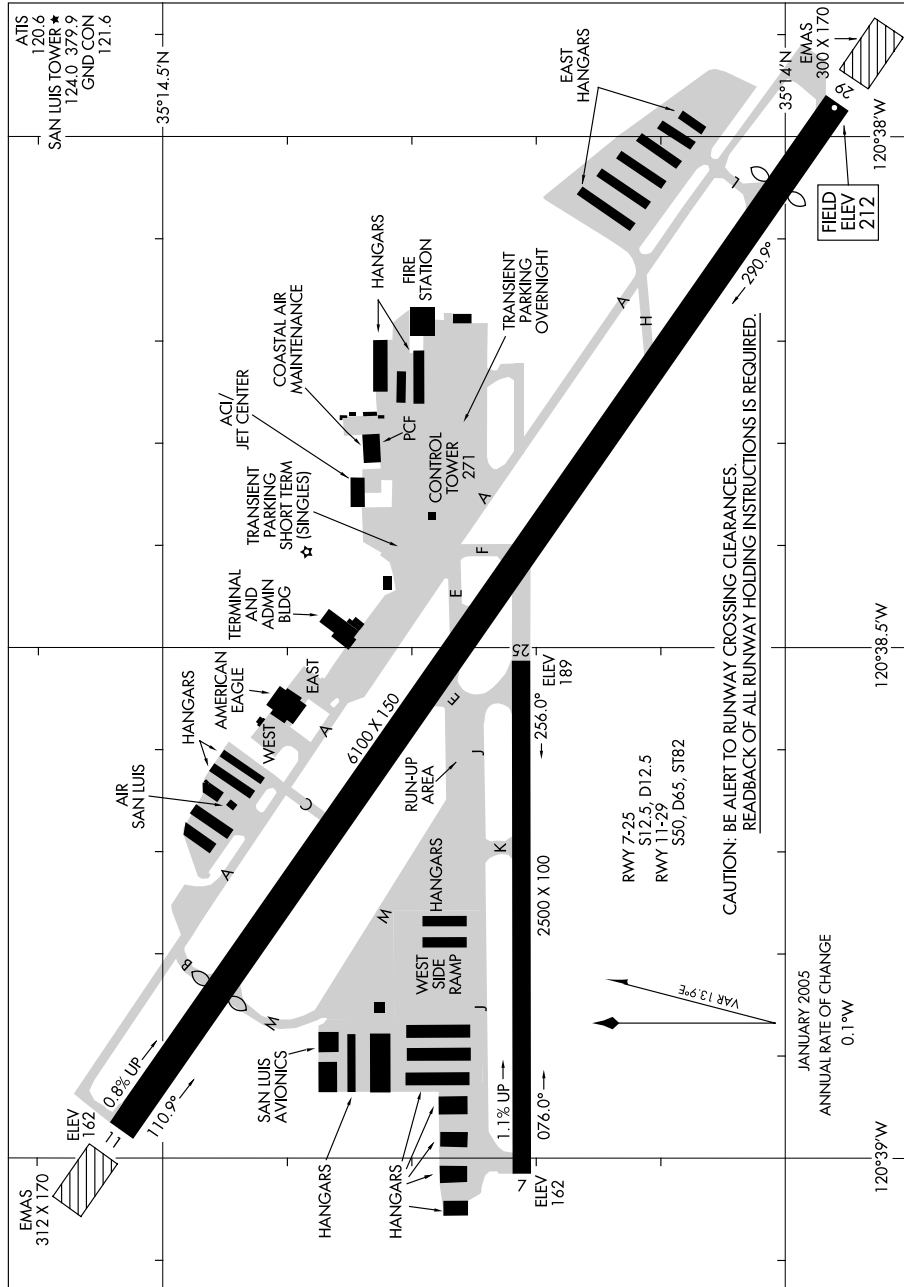 ATIS
120.6
SAN LUIS TOWER ★
124.0 379.9
GND CON
121.6
35°14.5'N
35°14'N
EMAS
312 X 170
ELEV
162
11
0.8% UP
110.9°
B
A
M
M
C
AIR
SAN LUIS
HANGARS
AMERICAN
EAGLE
WEST
EAST
A
TERMINAL
AND
ADMIN
BLDG
TRANSIENT
PARKING
SHORT TERM
(SINGLES)
ACI/
JET CENTER
COASTAL AIR
MAINTENANCE
PCF
HANGARS
FIRE
STATION
CONTROL
TOWER
271
TRANSIENT
PARKING
OVERNIGHT
A
F
E
E
6100 X 150
A
H
EAST
HANGARS
L
290.9°
29
EMAS
300 X 170
FIELD
ELEV
212
SAN LUIS
AVIONICS
HANGARS
HANGARS
HANGARS
WEST
SIDE
RAMP
HANGARS
RUN-UP
AREA
J
J
K
7
ELEV
162
1.1% UP
076.0°
2500 X 100
256.0°
25
ELEV
189
RWY 7-25
S12.5, D12.5
RWY 11-29
S50, D65, ST82
CAUTION: BE ALERT TO RUNWAY CROSSING CLEARANCES.
READBACK OF ALL RUNWAY HOLDING INSTRUCTIONS IS REQUIRED.
VAR 13.9°E
JANUARY 2005
ANNUAL RATE OF CHANGE
0.1°W
120°39'W
120°38.5'W
120°38'W